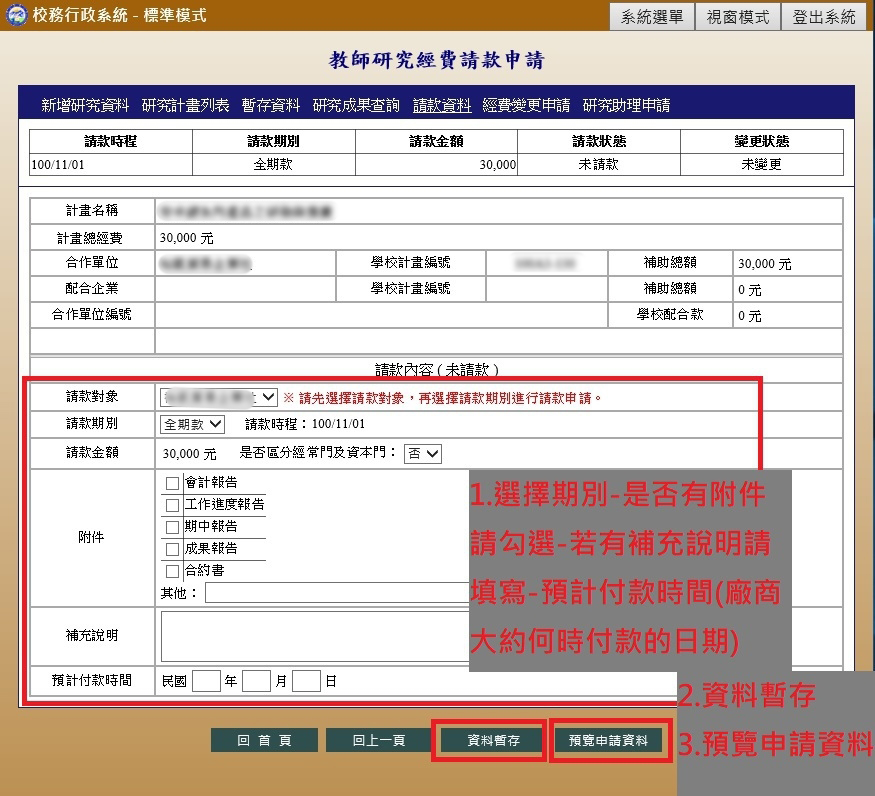 校務行政系統 - 標準模式 系統選單 視窗模式 登出系統
教師研究經費請款申請
新增研究資料 研究計畫列表 暫存資料 研究成果查詢 請款資料 經費變更申請 研究助理申請
請款時程 請款期別 請款金額 請款狀態 變更狀態
100/11/01 全期款 30,000 未請款 未變更
計畫名稱
計畫總經費 30,000 元
合作單位 學校計畫編號 補助總額 30,000 元
配合企業 學校計畫編號 補助總額 0 元
合作單位編號 學校配合款 0 元
請款內容 ( 未請款 )
請款對象 ※ 請先選擇請款對象，再選擇請款期別進行請款申請。
請款期別 全期款 請款時程：100/11/01
請款金額 30,000 元 是否區分經常門及資本門： 否
附件
會計報告
工作進度報告
期中報告
成果報告
合約書
其他：
補充說明
預計付款時間 民國 年 月 日
1.選擇期別-是否有附件
請勾選-若有補充說明請
填寫-預計付款時間(廠商
大約何時付款的日期)
2.資料暫存
3.預覽申請資料
回 首 頁 回上一頁 資料暫存 預覽申請資料